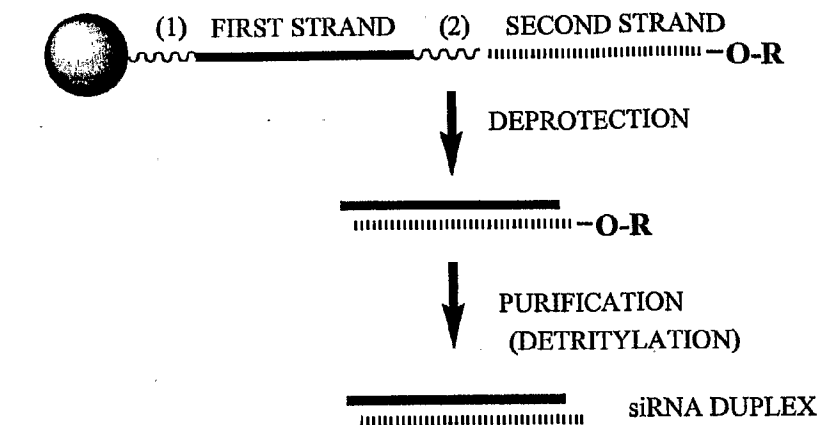 (1) FIRST STRAND (2) SECOND STRAND
-O-R
DEPROTECTION
-O-R
PURIFICATION
(DETRITYLATION)
siRNA DUPLEX